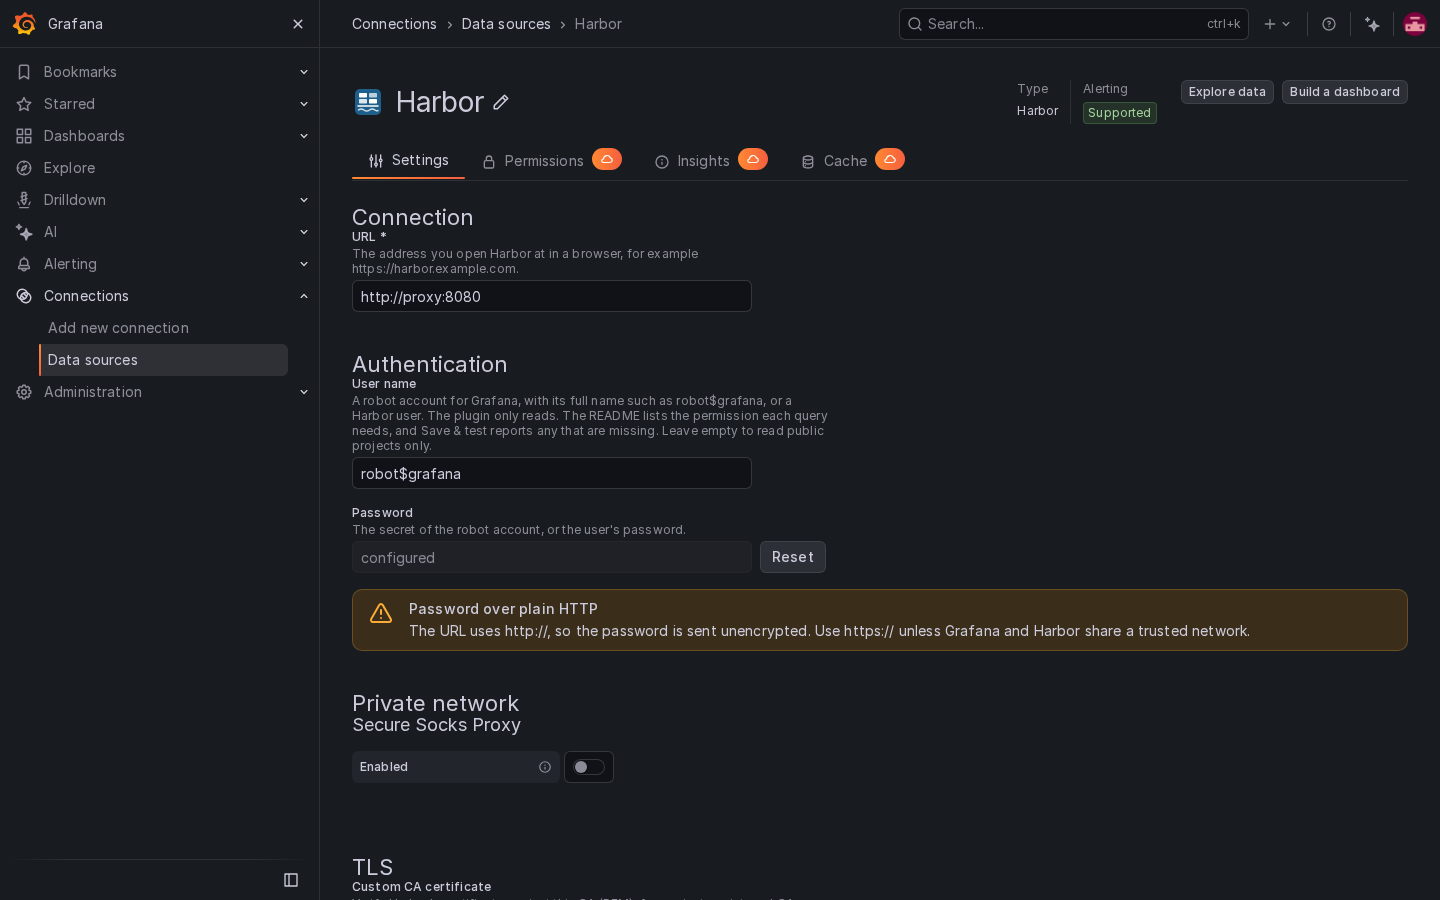 Grafana
Connections > Data sources > Harbor
Search...
ctrl+k
Bookmarks
Starred
Dashboards
Explore
Drilldown
AI
Alerting
Connections
Add new connection
Data sources
Administration
Harbor
Type
Harbor
Alerting
Supported
Explore data
Build a dashboard
Settings
Permissions
Insights
Cache
Connection
URL *
The address you open Harbor at in a browser, for example
https://harbor.example.com.
http://proxy:8080
Authentication
User name
A robot account for Grafana, with its full name such as robot$grafana, or a
Harbor user. The plugin only reads. The README lists the permission each query
needs, and Save & test reports any that are missing. Leave empty to read public
projects only.
robot$grafana
Password
The secret of the robot account, or the user's password.
configured
Reset
Password over plain HTTP
The URL uses http://, so the password is sent unencrypted. Use https:// unless Grafana and Harbor share a trusted network.
Private network
Secure Socks Proxy
Enabled
TLS
Custom CA certificate